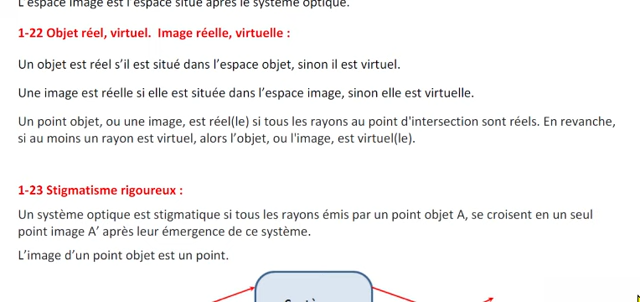 L'espace image est l'espace situé après le système optique.
1-22 Objet réel, virtuel.  Image réelle, virtuelle :
Un objet est réel s'il est situé dans l'espace objet, sinon il est virtuel.
Une image est réelle si elle est située dans l'espace image, sinon elle est virtuelle.
Un point objet, ou une image, est réel(le) si tous les rayons au point d'intersection sont réels. En revanche,
si au moins un rayon est virtuel, alors l'objet, ou l'image, est virtuel(le).
1-23 Stigmatisme rigoureux :
Un système optique est stigmatique si tous les rayons émis par un point objet A, se croisent en un seul
point image A' après leur émergence de ce système.
L'image d'un point objet est un point.